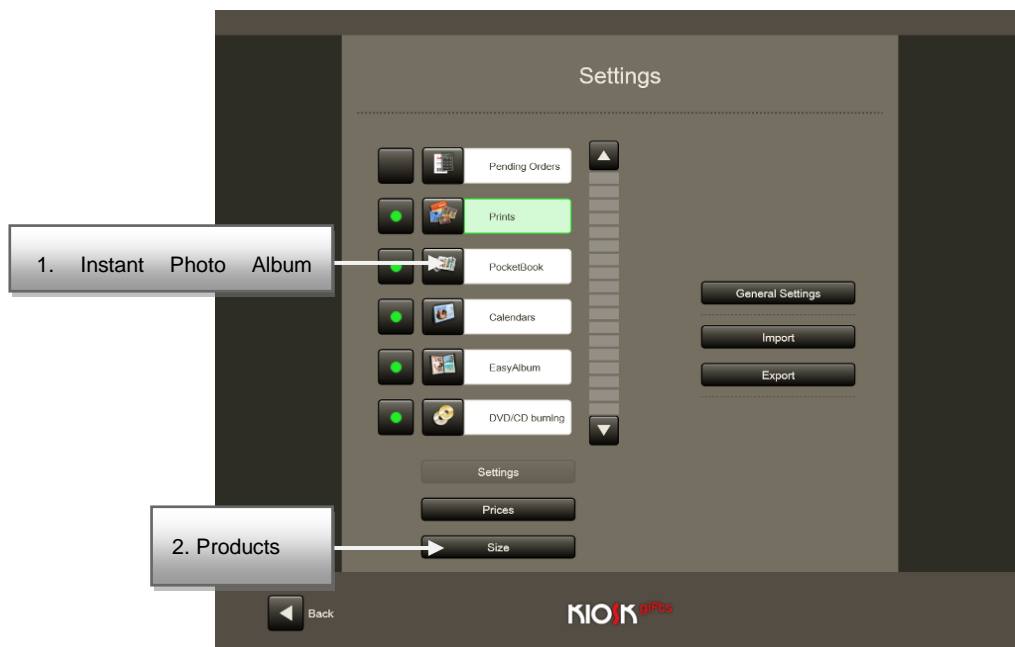 Settings
Pending Orders
Prints
1. Instant Photo Album
PocketBook
General Settings
Calendars
Import
EasyAlbum
Export
DVD/CD burning
Settings
Prices
2. Products
Size
Back
KIOSK gifts